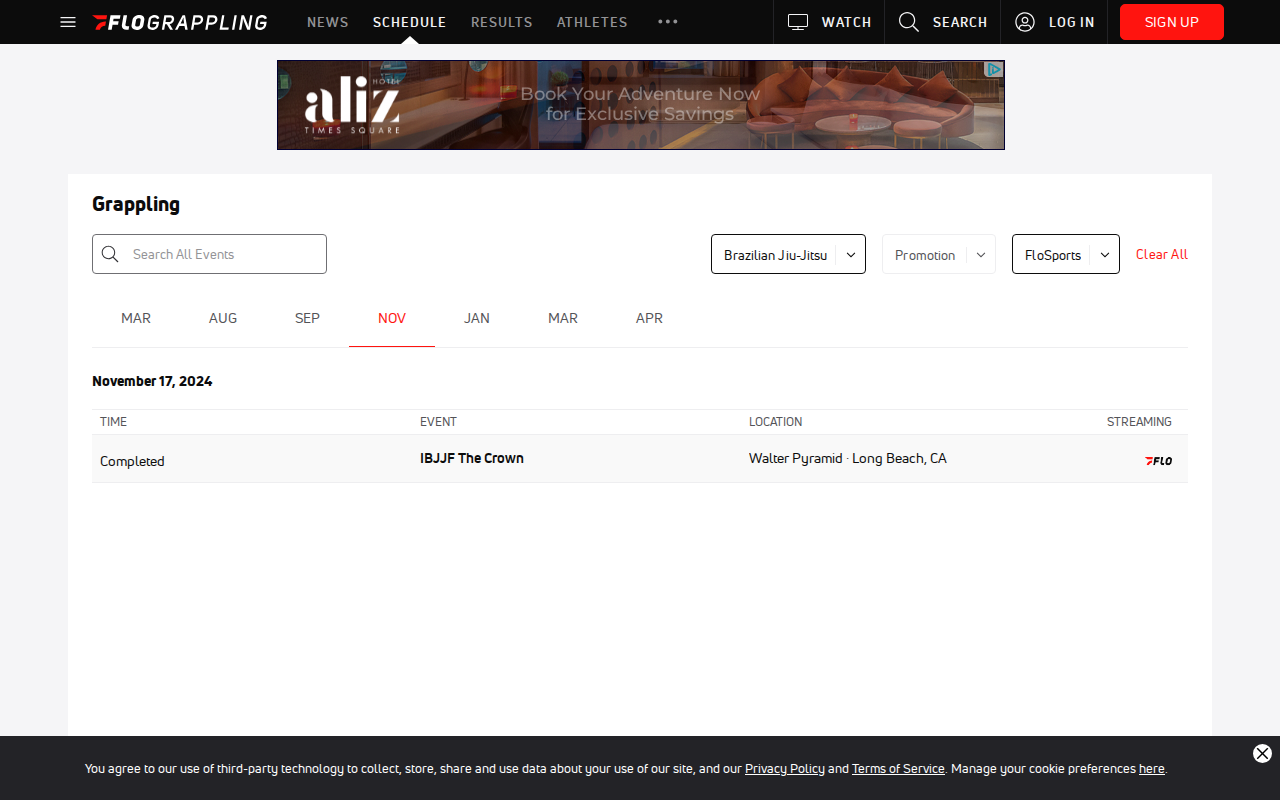 FLOGRAPPLING
NEWS
SCHEDULE
RESULTS
ATHLETES
WATCH
SEARCH
LOG IN
SIGN UP
HOTEL
aliz
TIMES SQUARE
Book Your Adventure Now
for Exclusive Savings
Grappling
Search All Events
Brazilian Jiu-Jitsu
Promotion
FloSports
Clear All
MAR
AUG
SEP
NOV
JAN
MAR
APR
November 17, 2024
TIME
EVENT
LOCATION
STREAMING
Completed
IBJJF The Crown
Walter Pyramid · Long Beach, CA
FLO
You agree to our use of third-party technology to collect, store, share and use data about your use of our site, and our Privacy Policy and Terms of Service. Manage your cookie preferences here.